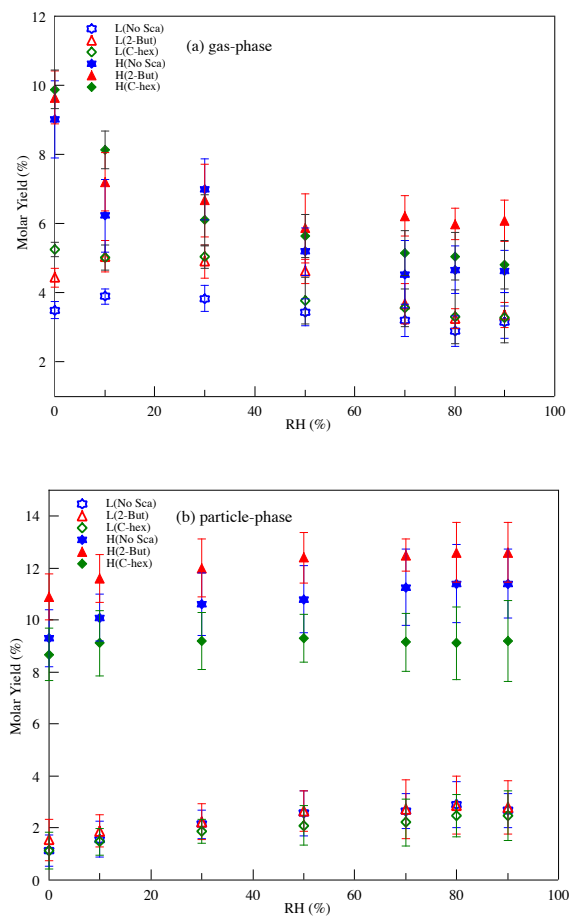 L(No Sca)
L(2-But)
L(C-hex)
H(No Sca)
H(2-But)
H(C-hex)
(a) gas-phase
12
10
8
6
4
2
Molar Yield (%)
0 20 40 60 80 100
RH (%)
L(No Sca)
L(2-But)
L(C-hex)
H(No Sca)
H(2-But)
H(C-hex)
(b) particle-phase
14
12
10
8
6
4
2
0
Molar Yield (%)
0 20 40 60 80 100
RH (%)